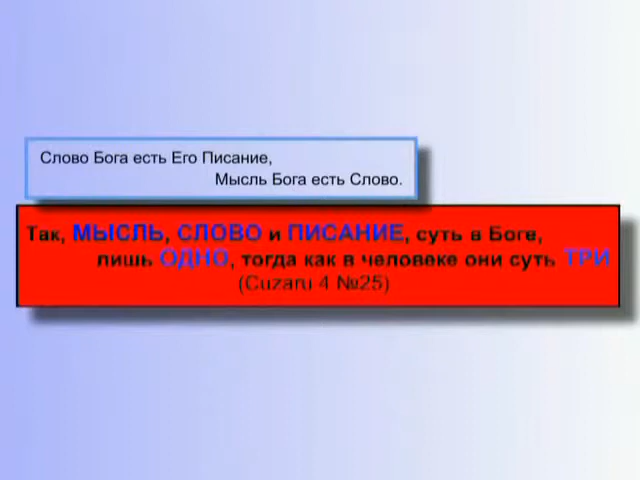 Слово Бога есть Его Писание,
Мысль Бога есть Слово.
Так, МЫСЛЬ, СЛОВО и ПИСАНИЕ, суть в Боге,
лишь ОДНО, тогда как в человеке они суть ТРИ
(Cuzaru 4 №25)